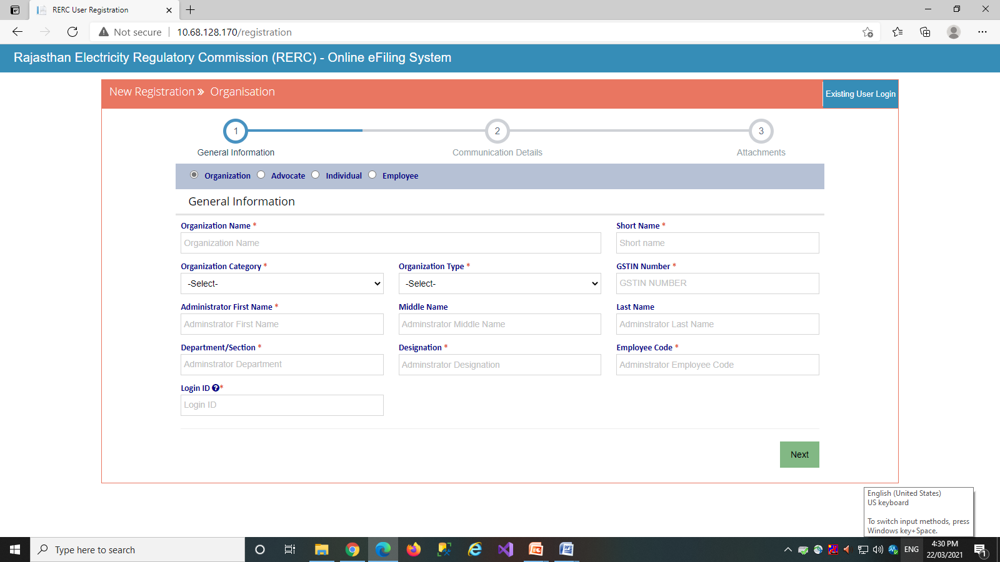 RERC User Registration
Not secure 10.68.128.170/registration
Rajasthan Electricity Regulatory Commission (RERC) - Online eFiling System
New Registration » Organisation
Existing User Login
1 2 3
General Information Communication Details Attachments
Organization Advocate Individual Employee
General Information
Organization Name * Short Name *
Organization Name Short name
Organization Category * Organization Type * GSTIN Number *
-Select- -Select- GSTIN NUMBER
Administrator First Name * Middle Name Last Name
Adminstrator First Name Adminstrator Middle Name Adminstrator Last Name
Department/Section * Designation * Employee Code *
Adminstrator Department Adminstrator Designation Adminstrator Employee Code
Login ID ?*
Login ID
Next
English (United States)
US keyboard
To switch input methods, press
Windows key+Space.
Type here to search
ENG
4:30 PM
22/03/2021
1